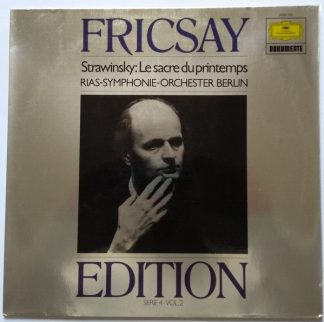 FRICSAY
Strawinsky: Le sacre du printemps
RIAS-SYMPHONIE-ORCHESTER BERLIN
DOKUMENTE
EDITION
SERIE 4 · VOL. 2